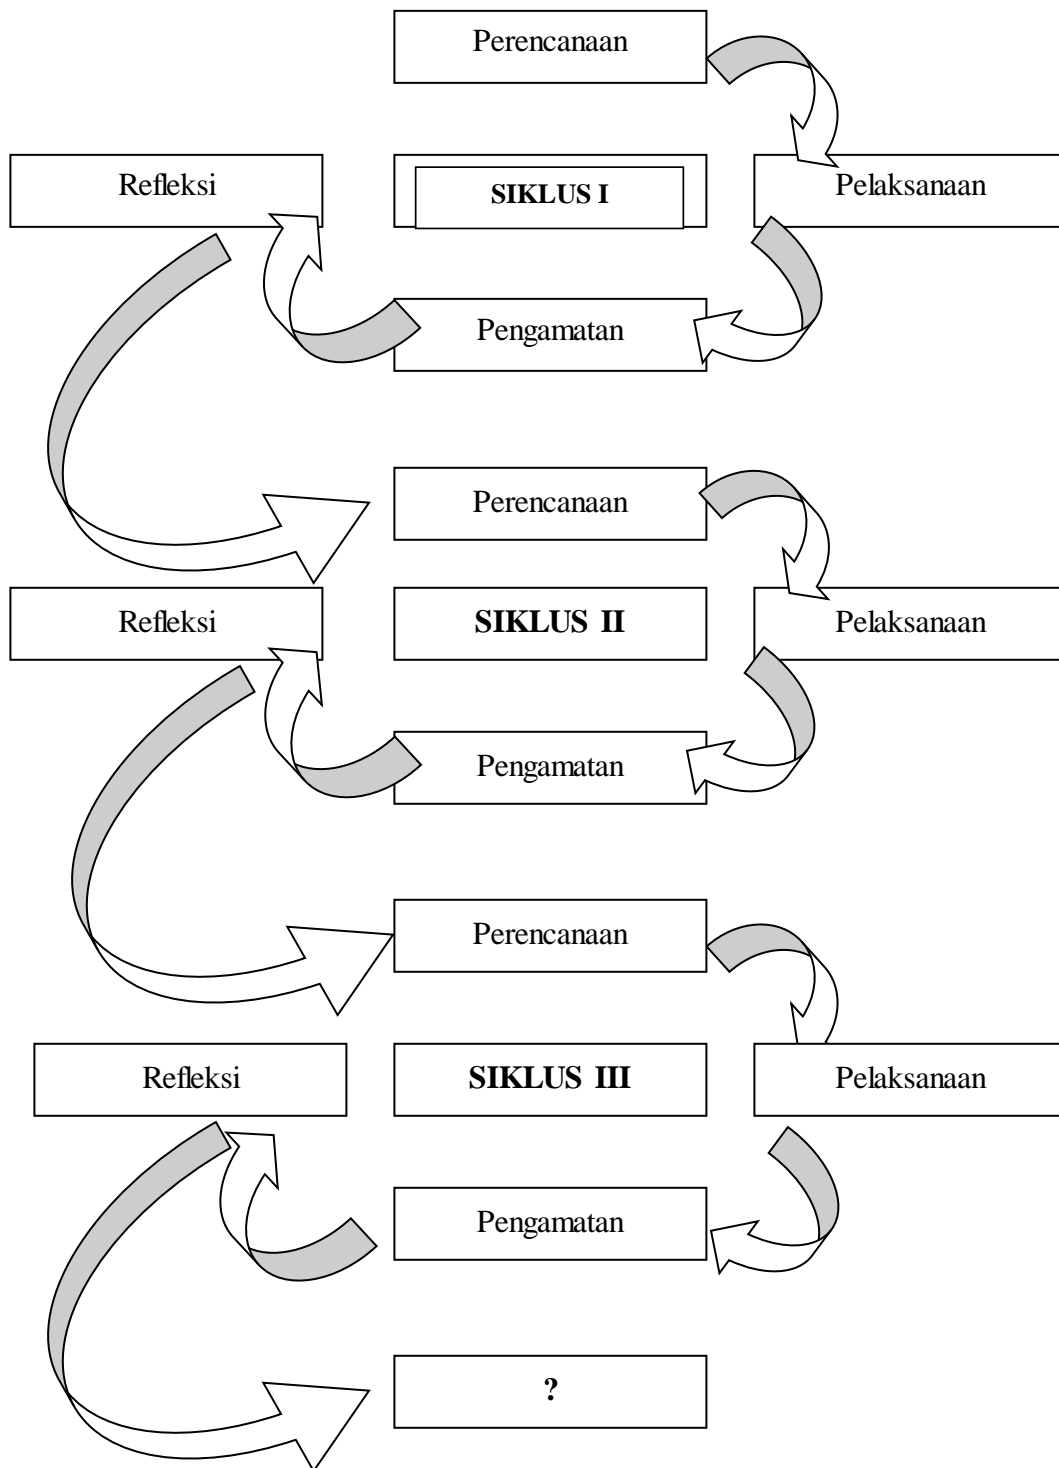 Perencanaan
Refleksi
SIKLUS I
Pelaksanaan
Pengamatan
Perencanaan
Refleksi
SIKLUS II
Pelaksanaan
Pengamatan
Perencanaan
Refleksi
SIKLUS III
Pelaksanaan
Pengamatan
?